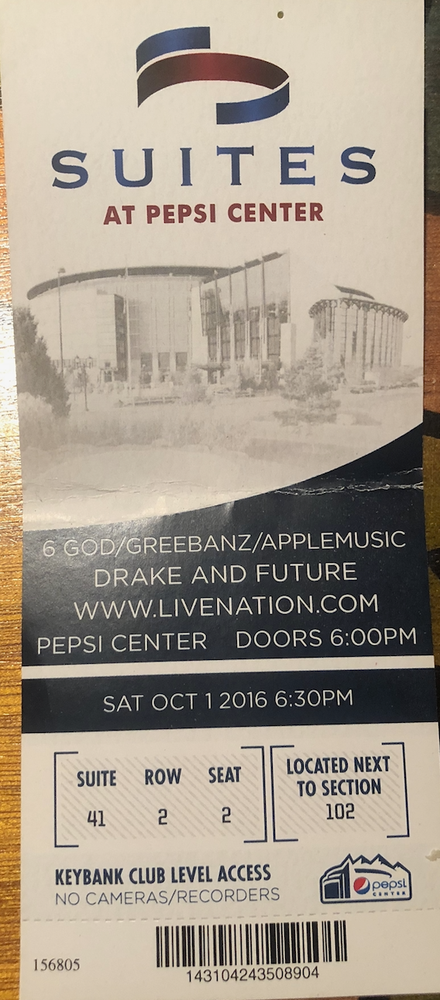 SUITES
AT PEPSI CENTER
6 GOD/GREEBANZ/APPLEMUSIC
DRAKE AND FUTURE
WWW.LIVENATION.COM
PEPSI CENTER DOORS 6:00PM
SAT OCT 1 2016 6:30PM
SUITE ROW SEAT
41 2 2
LOCATED NEXT
TO SECTION
102
KEYBANK CLUB LEVEL ACCESS
NO CAMERAS/RECORDERS
pepsi
CENTER
156805
143104243508904